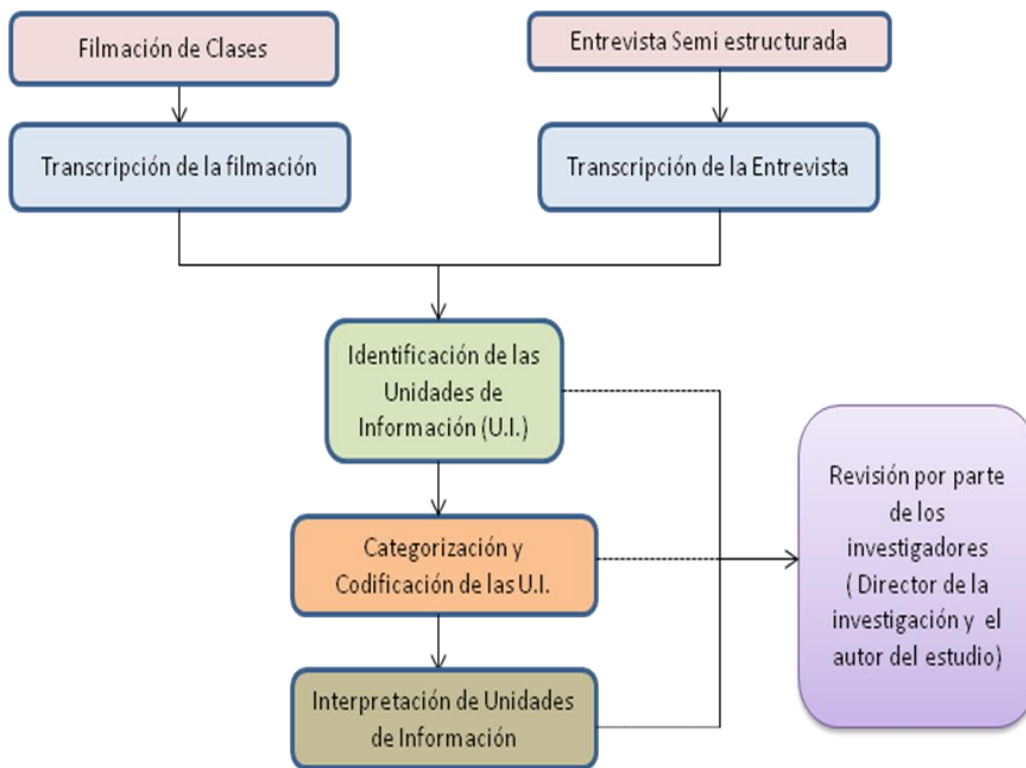 Filmación de Clases
Entrevista Semi estructurada
Transcripción de la filmación
Transcripción de la Entrevista
Identificación de las
Unidades de
Información (U.I.)
Categorización y
Codificación de las U.I.
Interpretación de Unidades
de Información
Revisión por parte
de los
investigadores
( Director de la
investigación y el
autor del estudio)